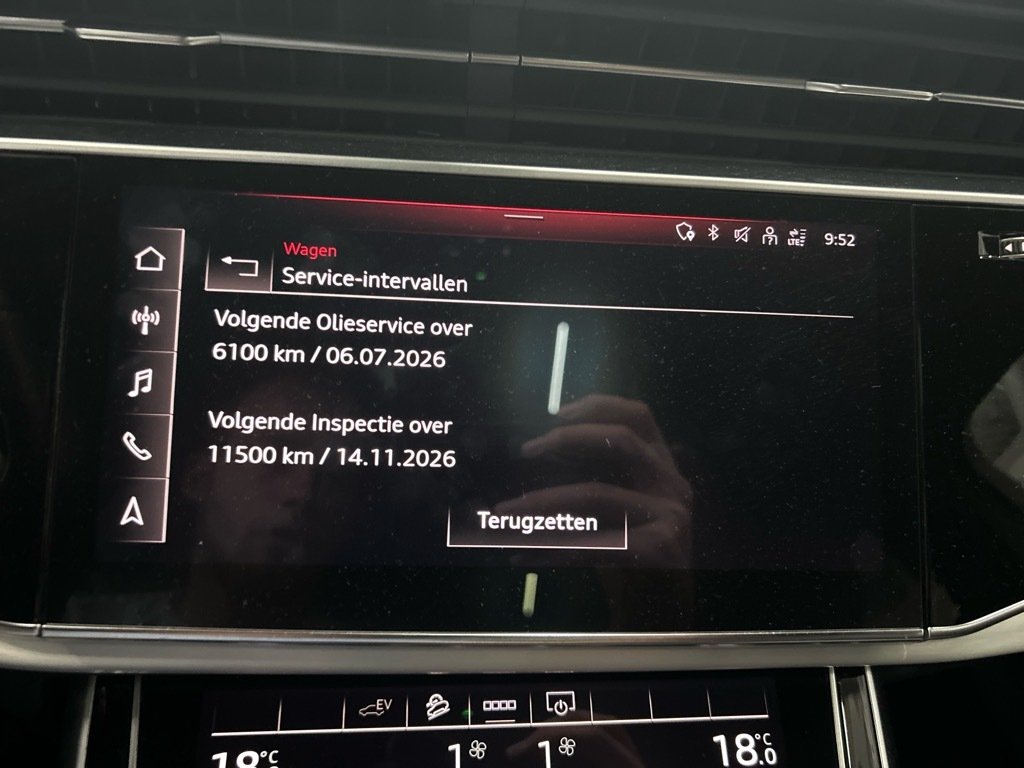 LTE
9:52
Wagen
Service-intervallen
Volgende Olieservice over
6100 km / 06.07.2026
Volgende Inspectie over
11500 km / 14.11.2026
Terugzetten
EV
18°C
1
1
18.0°C